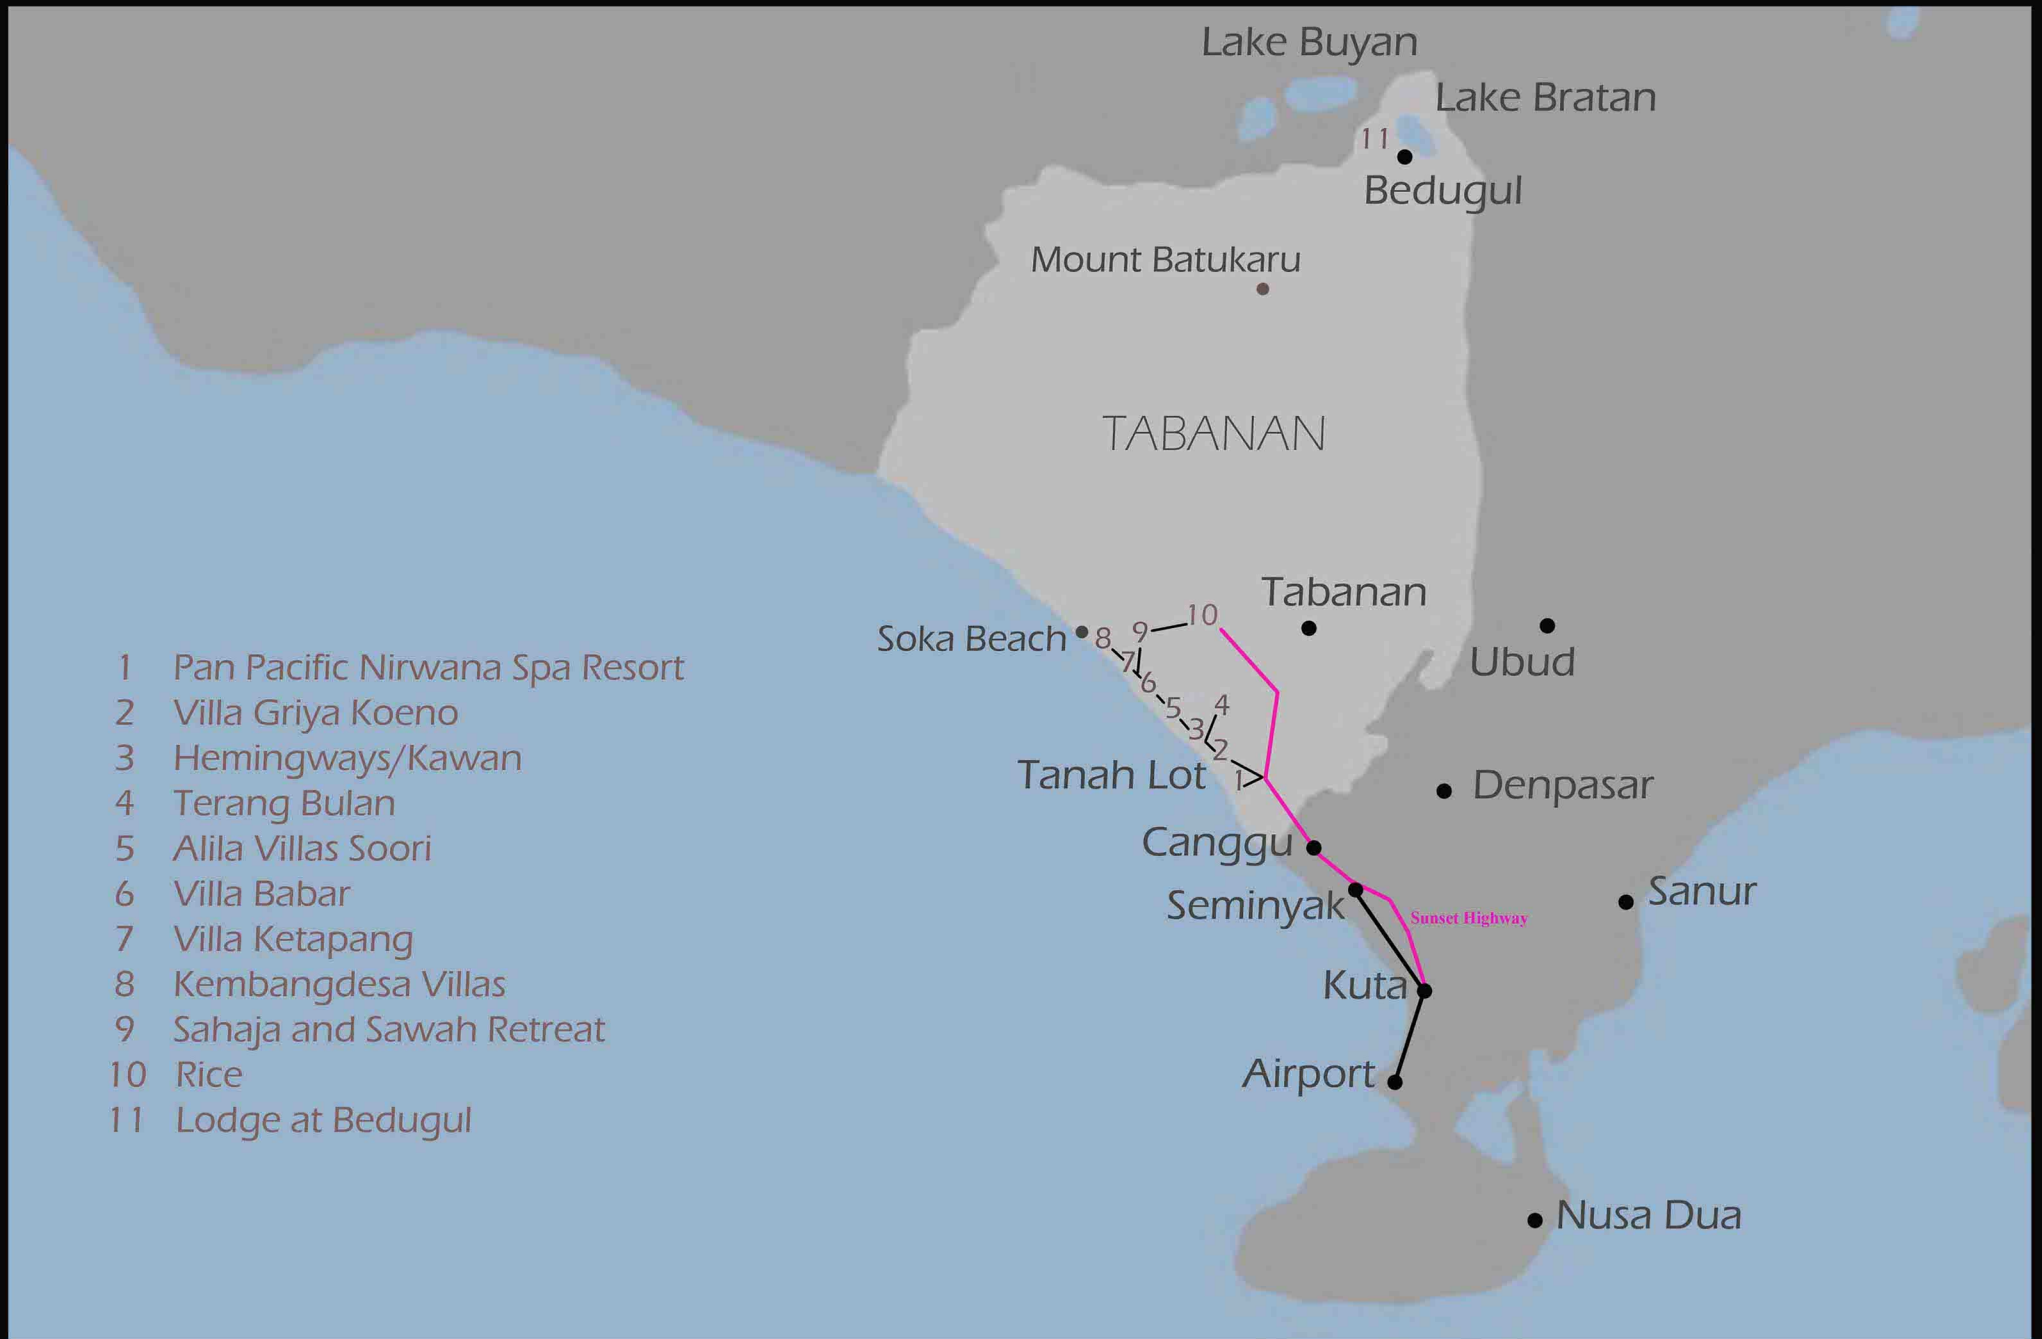 Lake Buyan
Lake Bratan
11
Bedugul
Mount Batukaru
TABANAN
Tabanan
10
9
8
Soka Beach
7
6
5
4
3
2
1
Tanah Lot
Ubud
Denpasar
Canggu
Seminyak
Sunset Highway
Sanur
Kuta
Airport
Nusa Dua
1 Pan Pacific Nirwana Spa Resort
2 Villa Griya Koeno
3 Hemingways/Kawan
4 Terang Bulan
5 Alila Villas Soori
6 Villa Babar
7 Villa Ketapang
8 Kembangdesa Villas
9 Sahaja and Sawah Retreat
10 Rice
11 Lodge at Bedugul